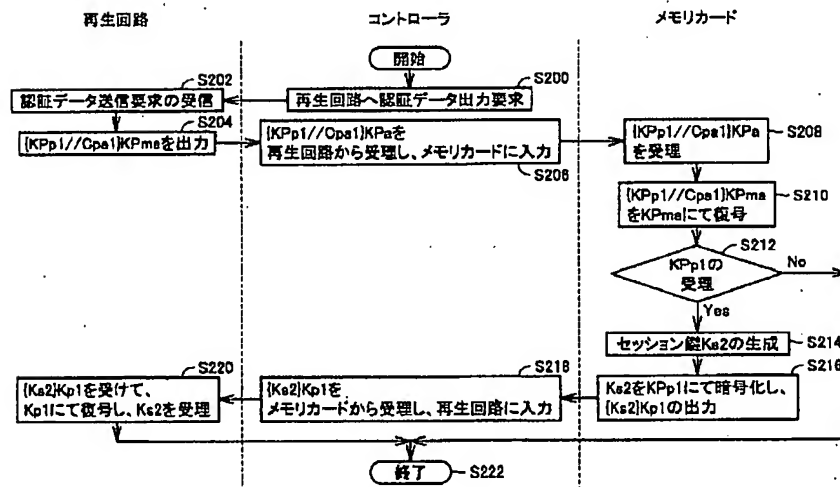 再生回路
コントローラ
メモリカード
開始
S200
再生回路へ認証データ出力要求
S202
認証データ送信要求の受信
S204
{KPp1//Cpa1}KPmaを出力
{KPp1//Cpa1}KPaを
再生回路から受理し、メモリカードに入力
S206
{KPp1//Cpa1}KPa
を受理
S208
{KPp1//Cpa1}KPma
をKPmaにて復号
S210
S212
KPp1の
受理
No
Yes
セッション鍵Ks2の生成
S214
S216
Ks2をKPp1にて暗号化し、
{Ks2}Kp1の出力
S218
{Ks2}Kp1を
メモリカードから受理し、再生回路に入力
S220
{Ks2}Kp1を受けて、
Kp1にて復号し、Ks2を受理
終了
S222